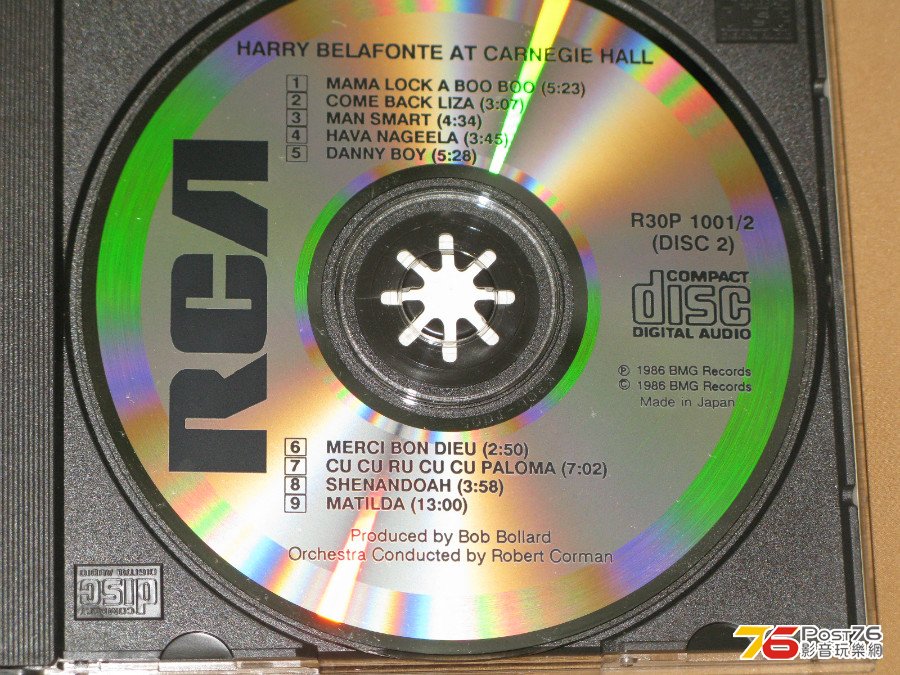 HARRY BELAFONTE AT CARNEGIE HALL
1 MAMA LOCK A BOO BOO (5:23)
2 COME BACK LIZA (3:07)
3 MAN SMART (4:34)
4 HAVA NAGEELA (3:45)
5 DANNY BOY (5:28)
RCA
R30P 1001/2
(DISC 2)
COMPACT
disc
DIGITAL AUDIO
℗ 1986 BMG Records
© 1986 BMG Records
Made in Japan
6 MERCI BON DIEU (2:50)
7 CU CU RU CU CU PALOMA (7:02)
8 SHENANDOAH (3:58)
9 MATILDA (13:00)
Produced by Bob Bollard
Orchestra Conducted by Robert Corman
COMPACT
disc
DIGITAL AUDIO
76 Post76
影音玩樂網